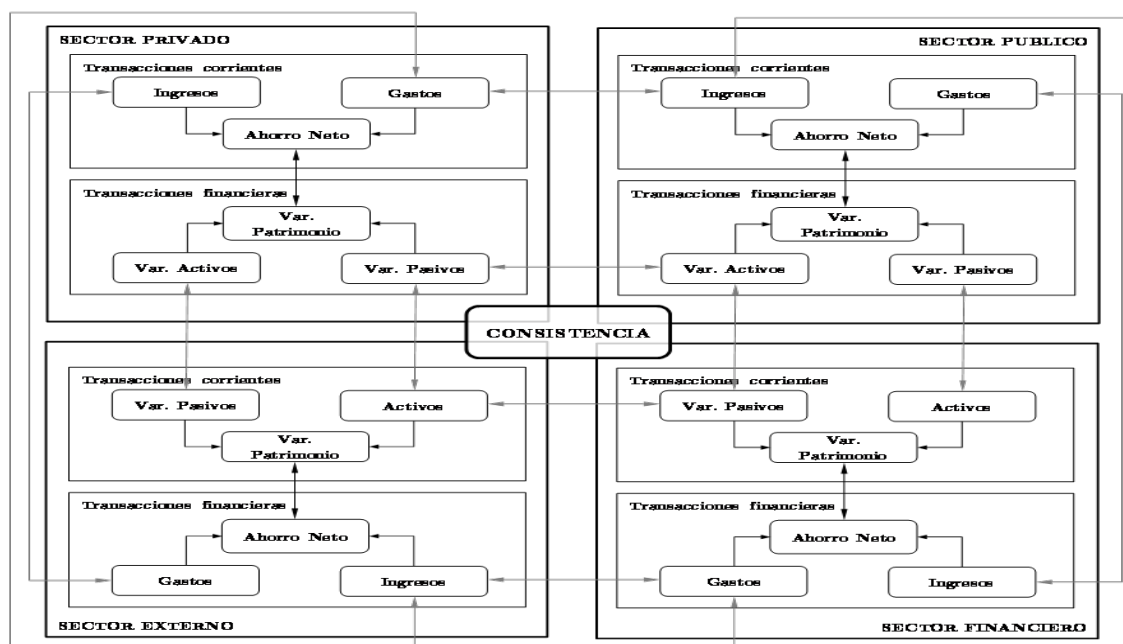 SECTOR PRIVADO
Transacciones corrientes
Ingresos
Gastos
Ahorro Neto
Transacciones financieras
Var.
Patrimonio
Var. Activos
Var. Pasivos
SECTOR PUBLICO
Transacciones corrientes
Ingresos
Gastos
Ahorro Neto
Transacciones financieras
Var.
Patrimonio
Var. Activos
Var. Pasivos
CONSISTENCIA
Transacciones corrientes
Var. Pasivos
Activos
Var.
Patrimonio
Transacciones financieras
Ahorro Neto
Gastos
Ingresos
SECTOR EXTERNO
Transacciones corrientes
Var. Pasivos
Activos
Var.
Patrimonio
Transacciones financieras
Ahorro Neto
Gastos
Ingresos
SECTOR FINANCIERO